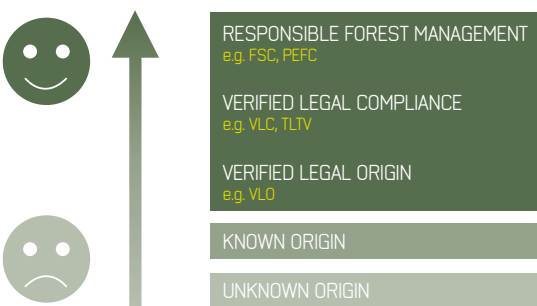 RESPONSIBLE FOREST MANAGEMENT
e.g. FSC, PEFC
VERIFIED LEGAL COMPLIANCE
e.g. VLC, TLTV
VERIFIED LEGAL ORIGIN
e.g. VLO
KNOWN ORIGIN
UNKNOWN ORIGIN